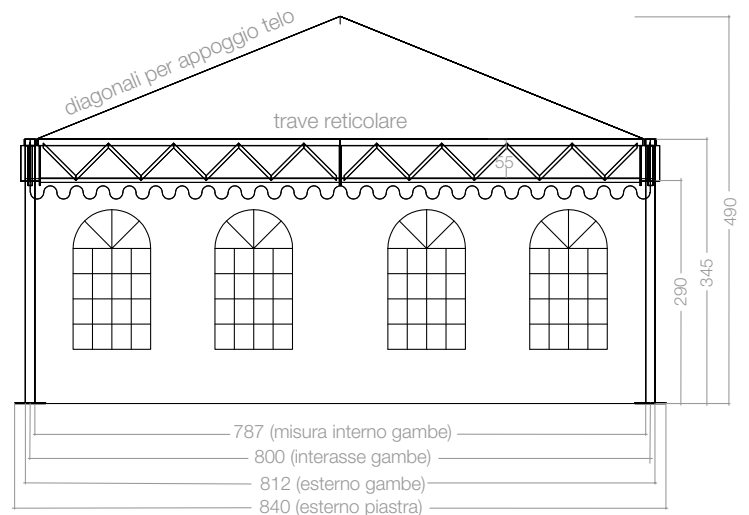 diagonali per appoggio telo
trave reticolare
55
490
345
290
787 (misura interno gambe)
800 (interasse gambe)
812 (esterno gambe)
840 (esterno piastra)